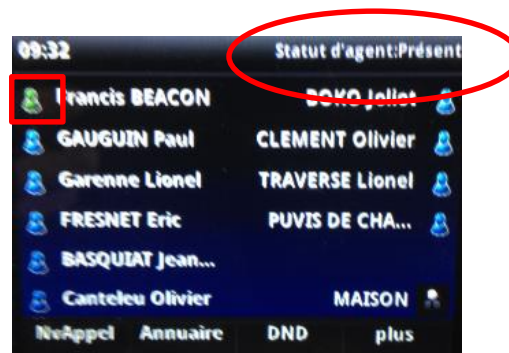 09:32 Statut d'agent:Présent
Francis BEACON BOKO Joliot
GAUGUIN Paul CLEMENT Olivier
Garenne Lionel TRAVERSE Lionel
FRESNET Eric PUVIS DE CHA...
BASQUIAT Jean...
Canteleu Olivier MAISON
NvAppel Annuaire DND plus